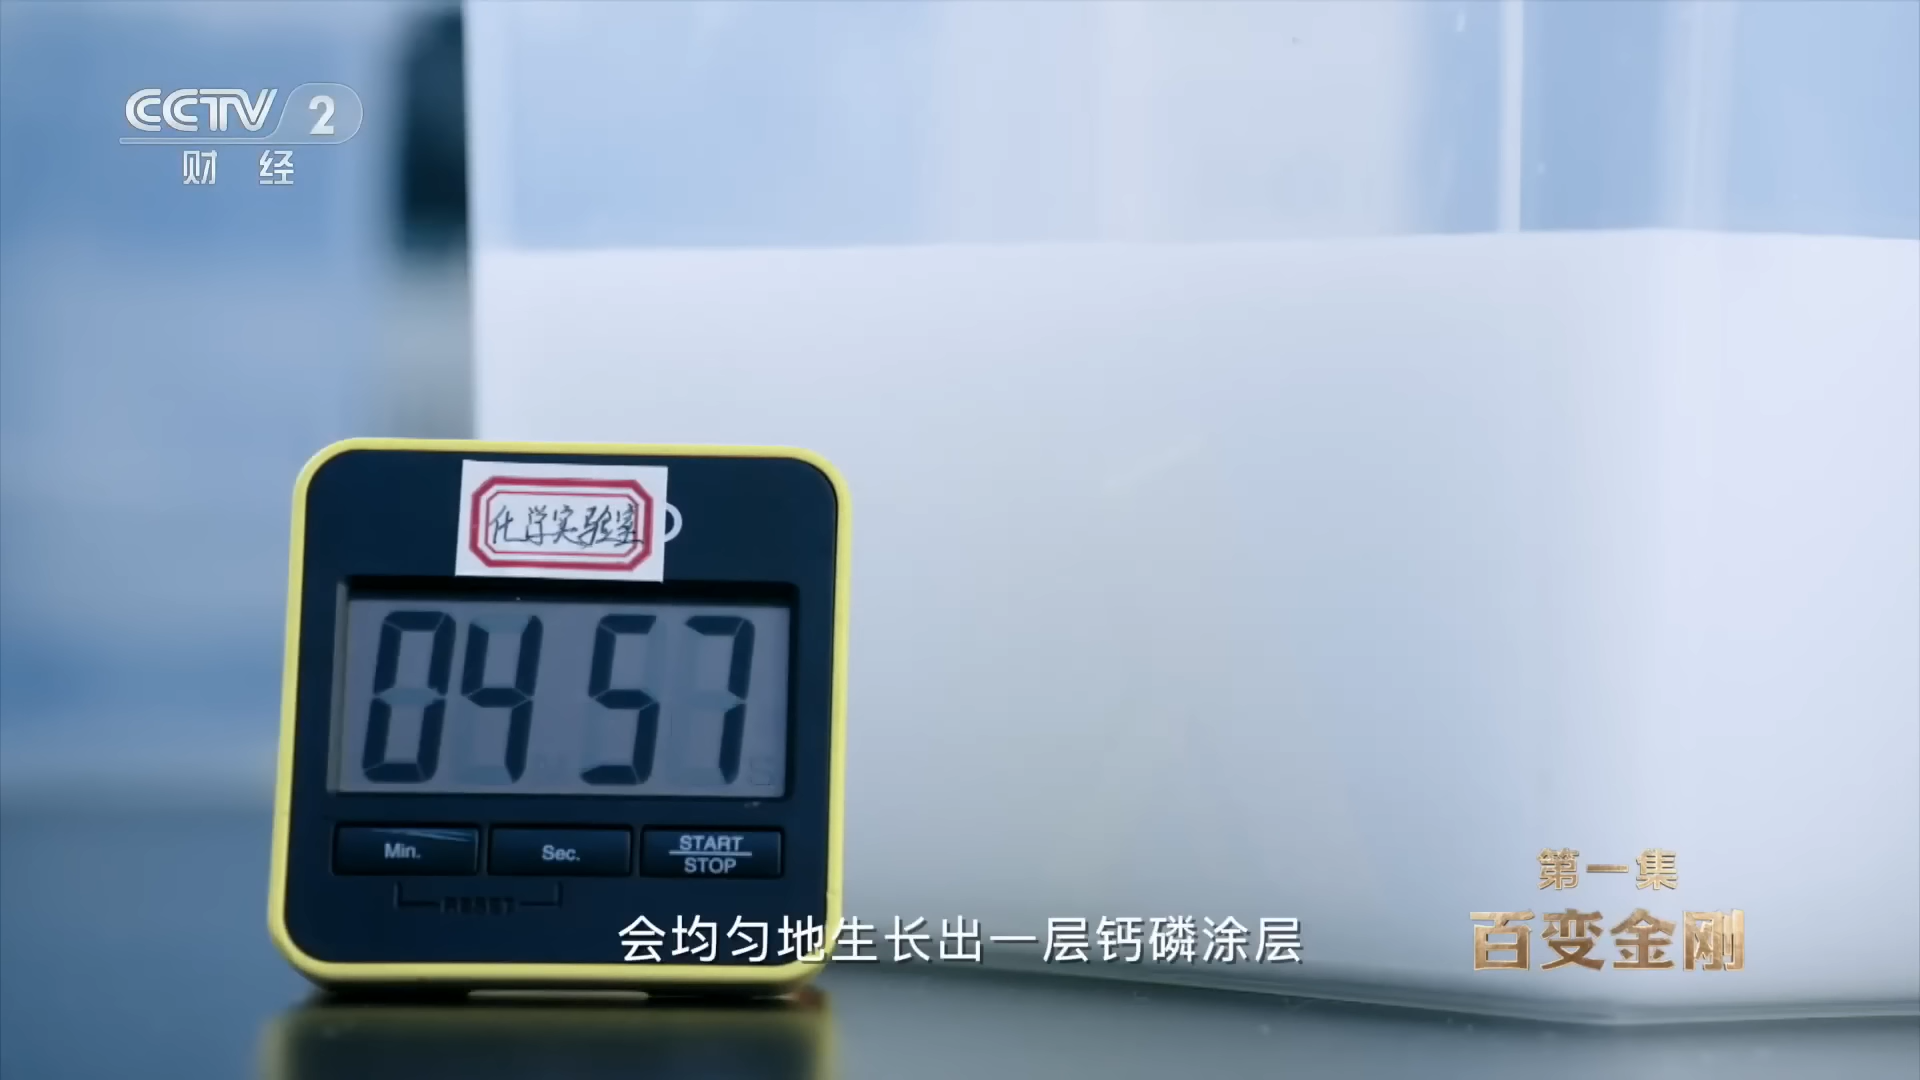 CCTV 2
财 经
化学实验室
04 57
Min.
Sec.
START
STOP
RESET
会均匀地生长出一层钙磷涂层
第一集
百变金刚